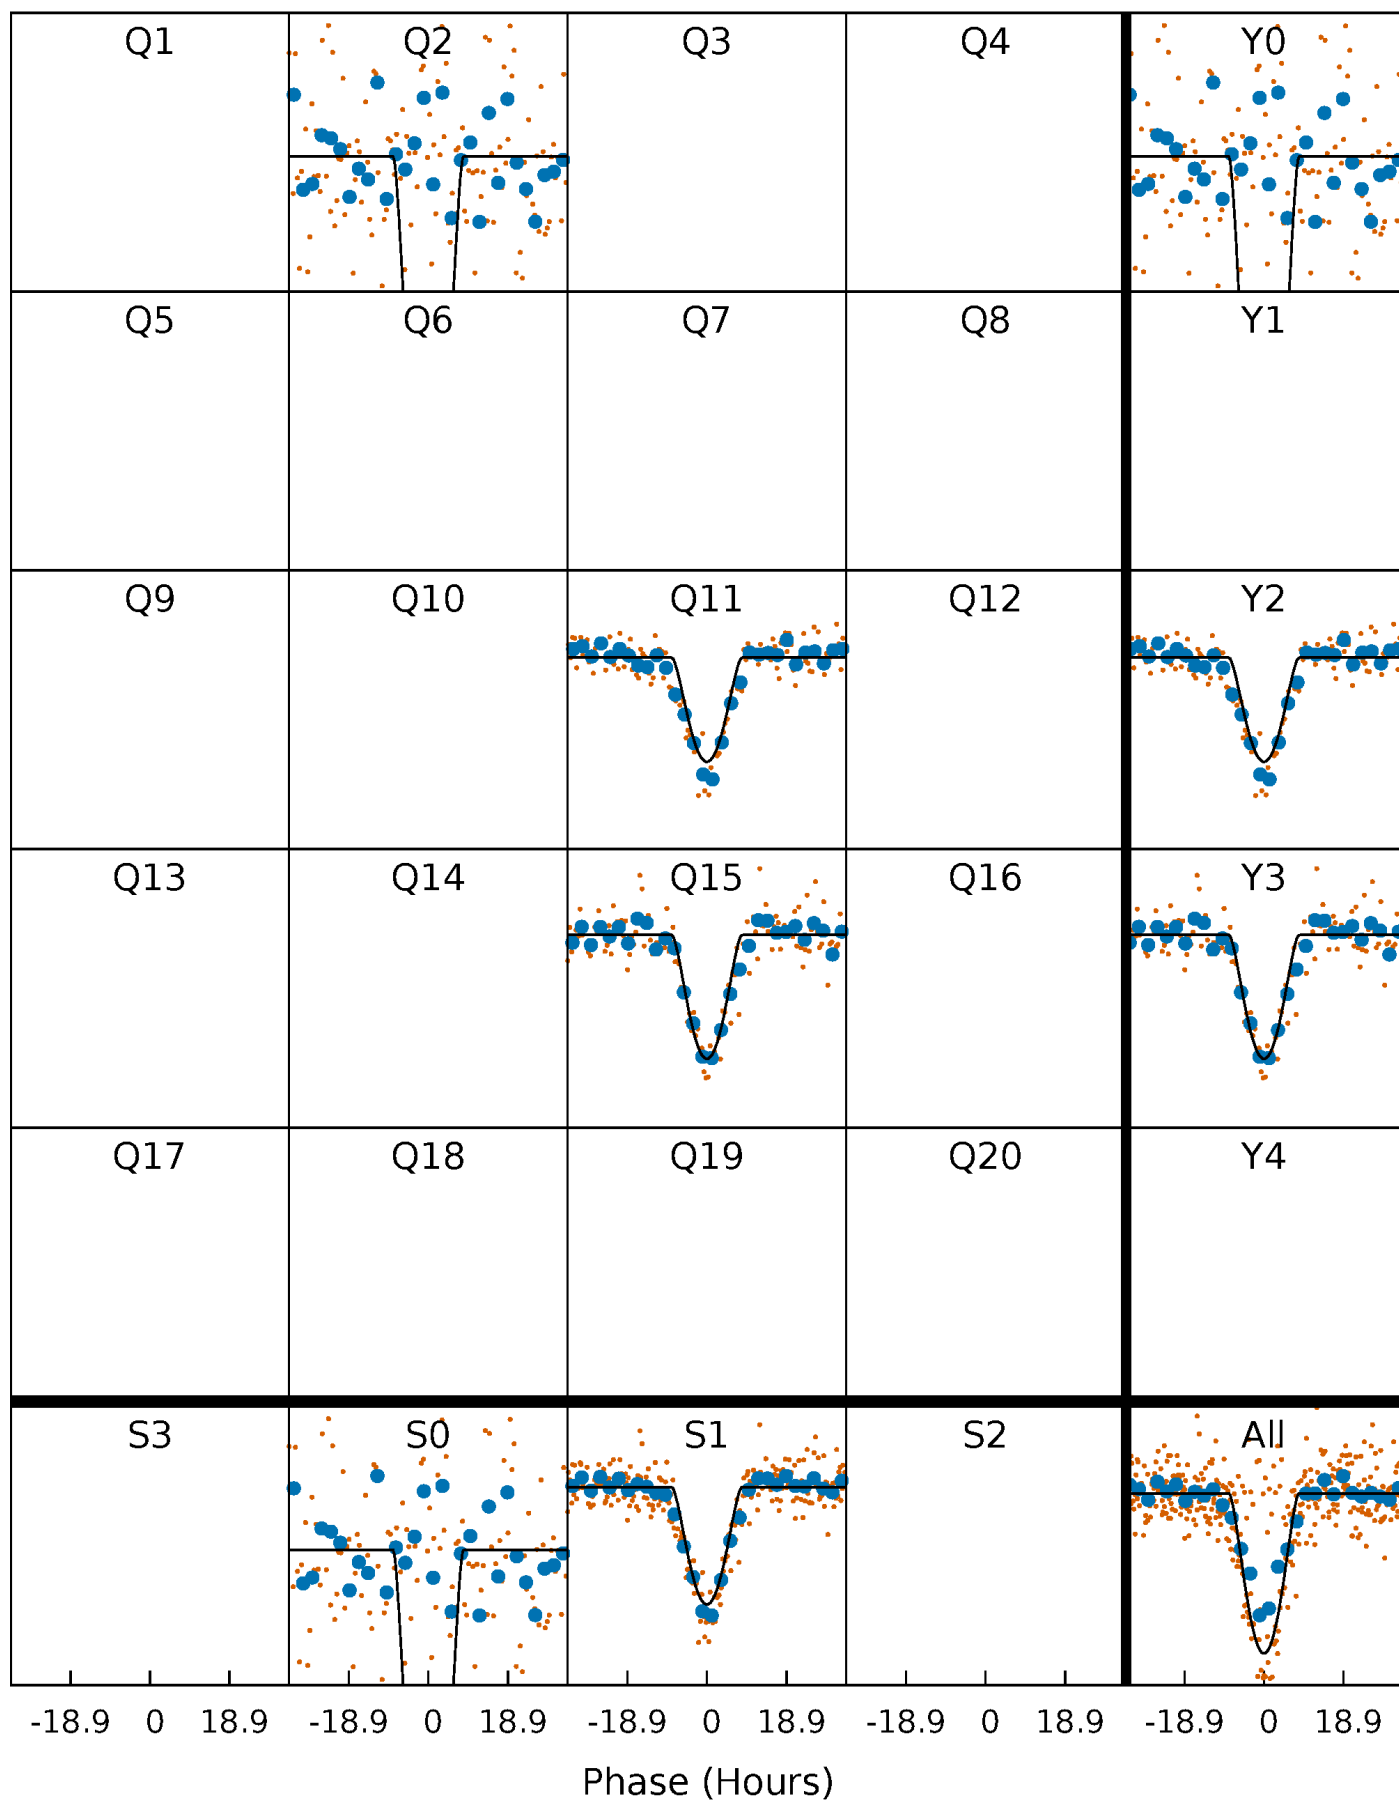 Q1 Q2 Q3 Q4 Y0
Q5 Q6 Q7 Q8 Y1
Q9 Q10 Q11 Q12 Y2
Q13 Q14 Q15 Q16 Y3
Q17 Q18 Q19 Q20 Y4
S3 S0 S1 S2 All
-18.9 0 18.9 -18.9 0 18.9 -18.9 0 18.9 -18.9 0 18.9 -18.9 0 18.9
Phase (Hours)